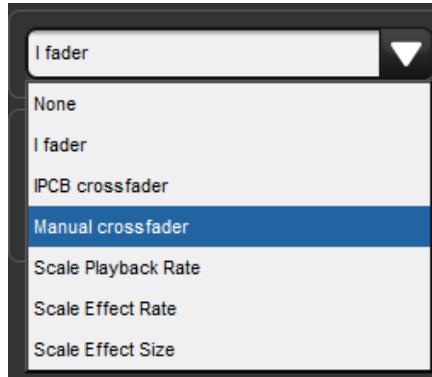 I fader
None
I fader
IPCB crossfader
Manual crossfader
Scale Playback Rate
Scale Effect Rate
Scale Effect Size